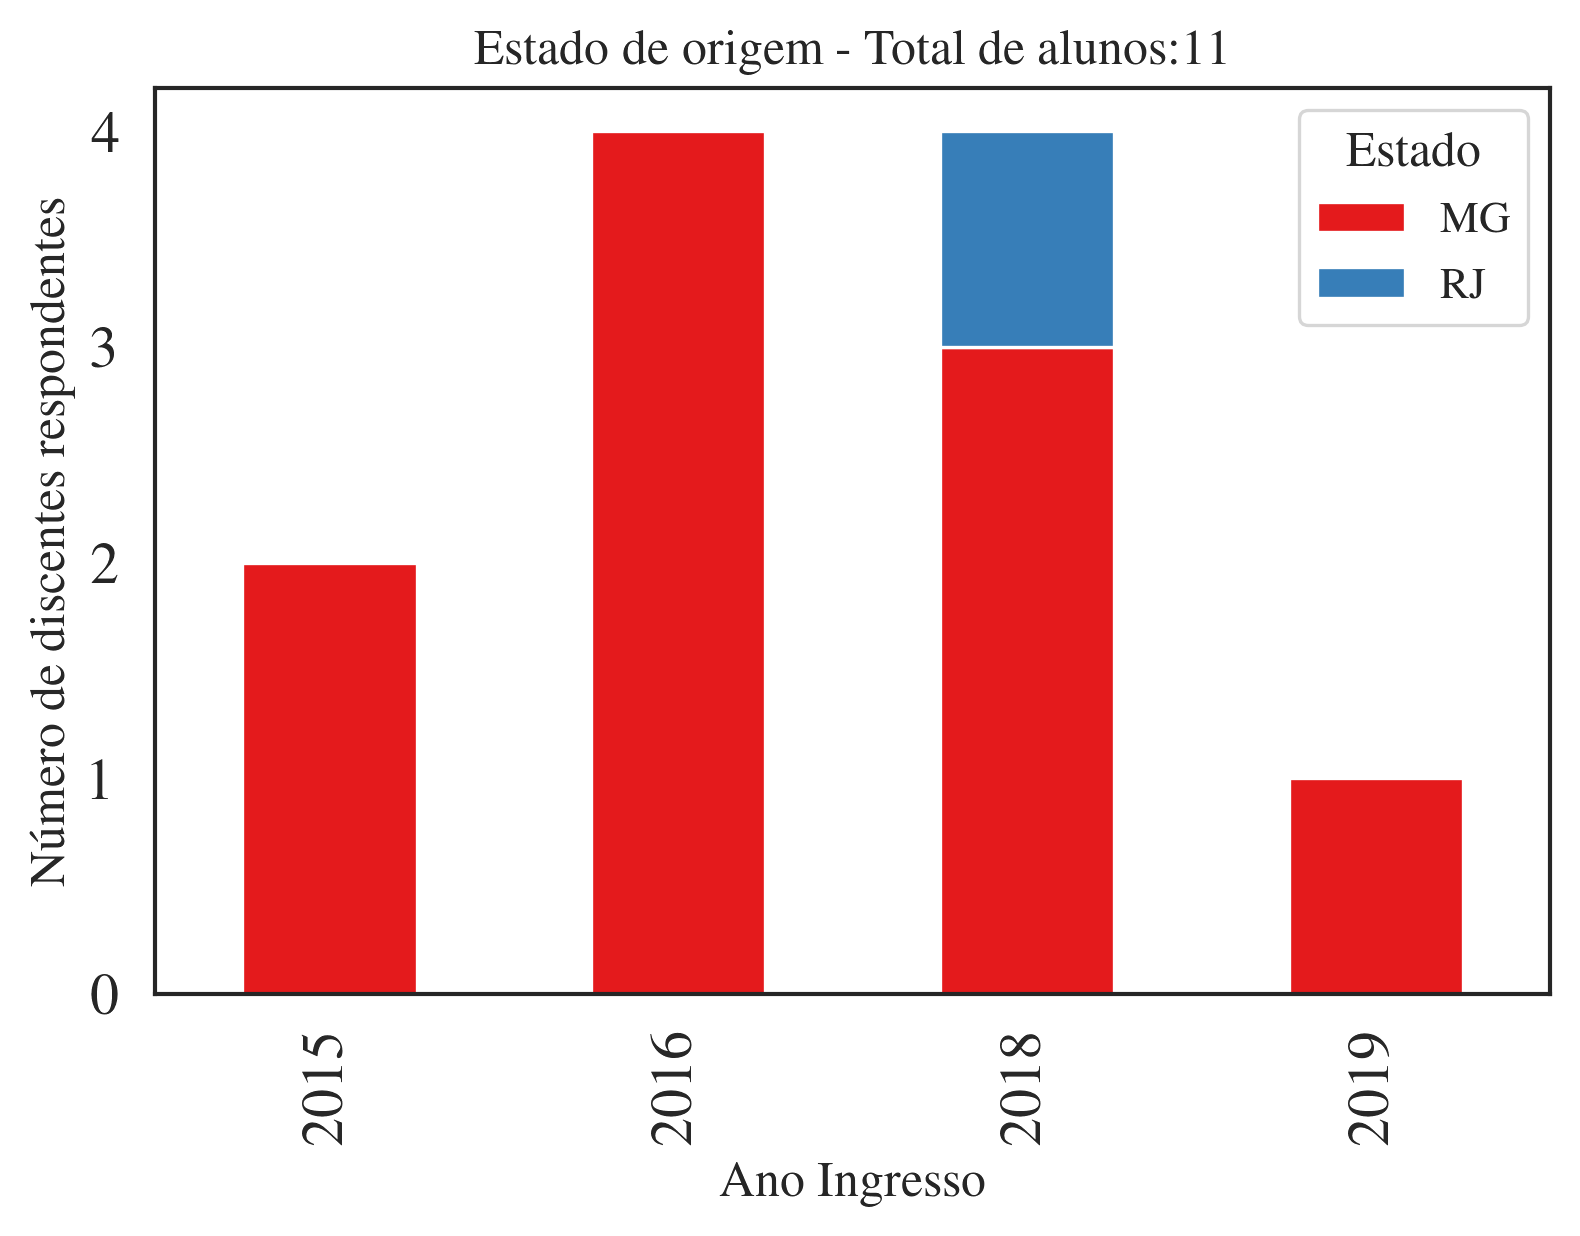 Estado de origem - Total de alunos:11
Número de discentes respondentes
4
3
2
1
0
Estado
MG
RJ
2015
2016
2018
2019
Ano Ingresso